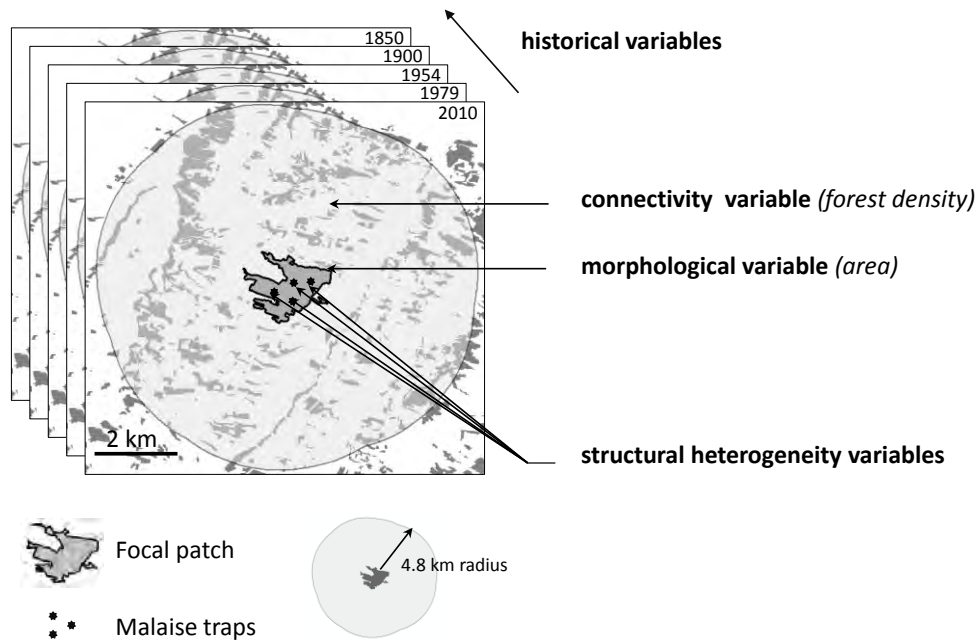 1850
historical variables
1900
1954
1979
2010
connectivity variable (forest density)
morphological variable (area)
2 km
structural heterogeneity variables
Focal patch
4.8 km radius
Malaise traps